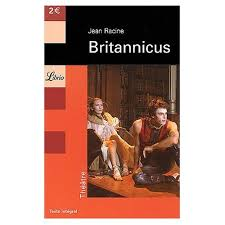 2€
Jean Racine
Britannicus
Librio
Théâtre
Texte intégral